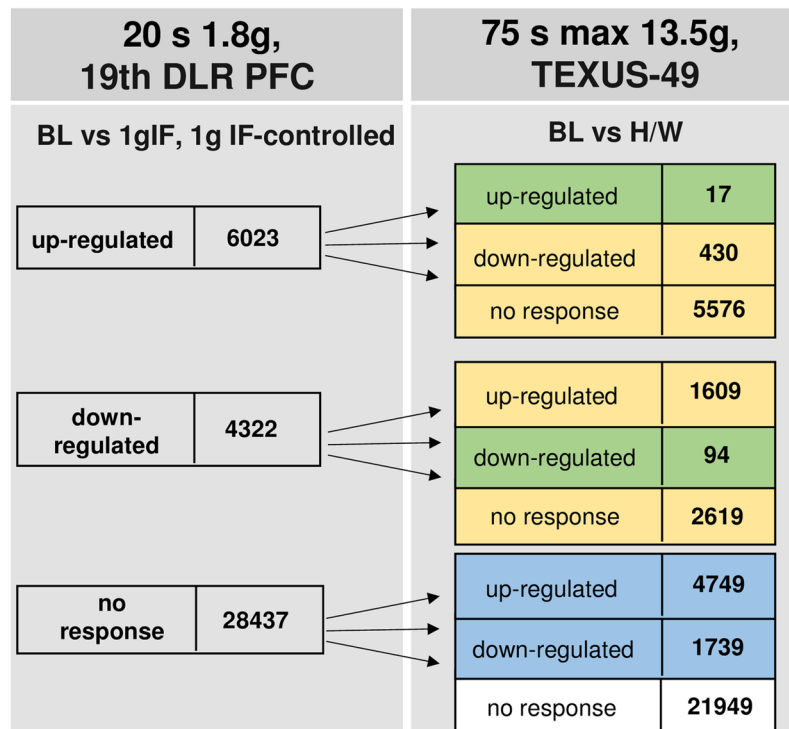 20 s 1.8g,
19th DLR PFC
75 s max 13.5g,
TEXUS-49
BL vs 1gIF, 1g IF-controlled
BL vs H/W
up-regulated 6023
up-regulated 17
down-regulated 430
no response 5576
down-
regulated 4322
up-regulated 1609
down-regulated 94
no response 2619
no
response 28437
up-regulated 4749
down-regulated 1739
no response 21949